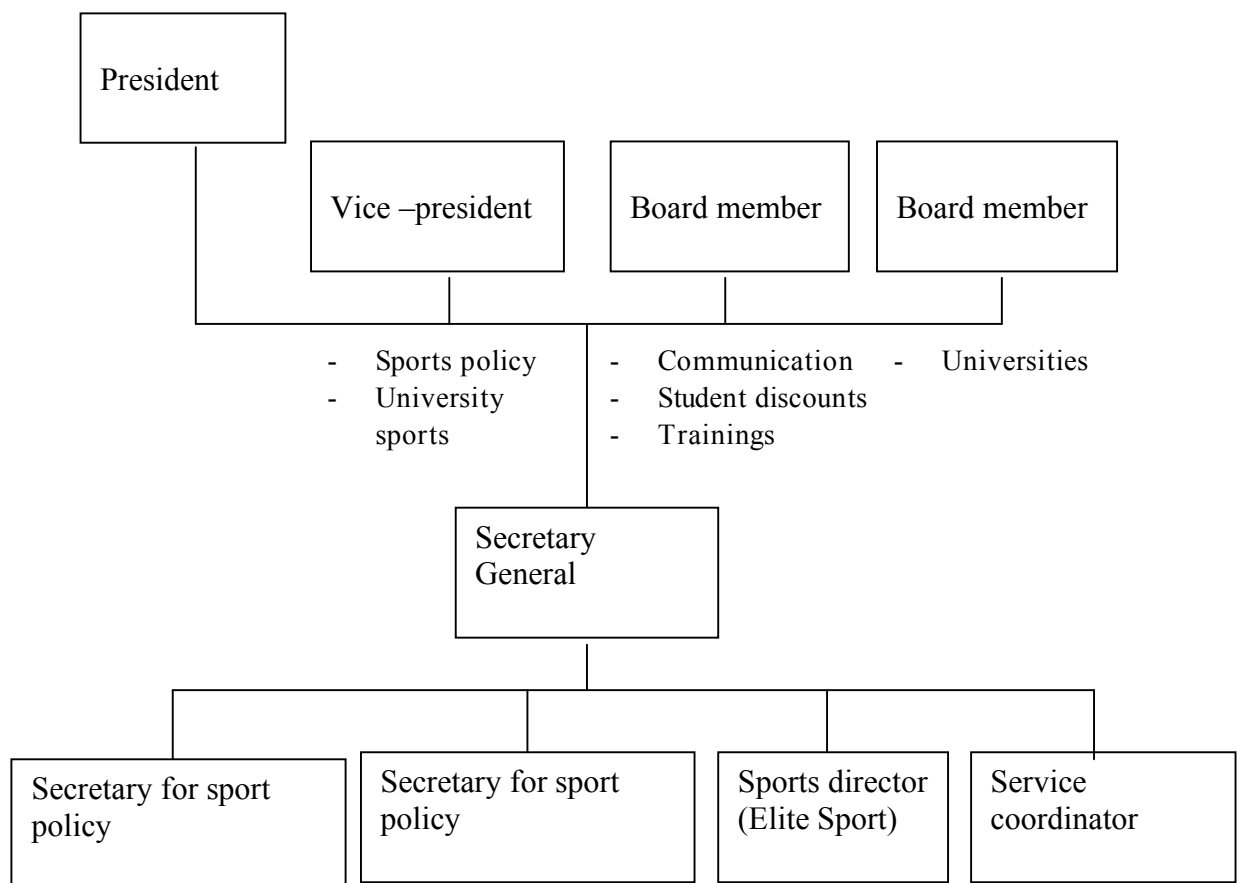 President
Vice –president
Board member
Board member
- Sports policy
- University
sports
- Communication
- Student discounts
- Trainings
- Universities
Secretary
General
Secretary for sport
policy
Secretary for sport
policy
Sports director
(Elite Sport)
Service
coordinator